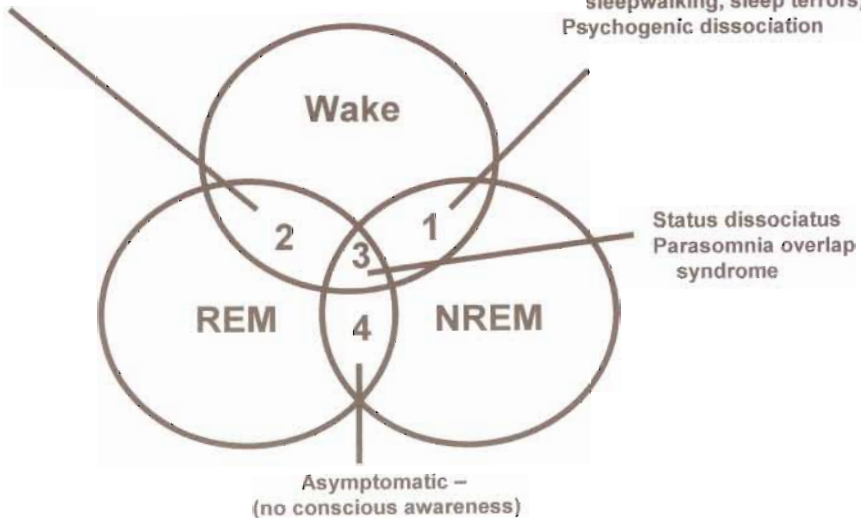 sleepwalking, sleep terrors,
Psychogenic dissociation
Wake
2
3
1
Status dissociatus
Parasomnia overlap
syndrome
REM
4
NREM
Asymptomatic –
(no conscious awareness)